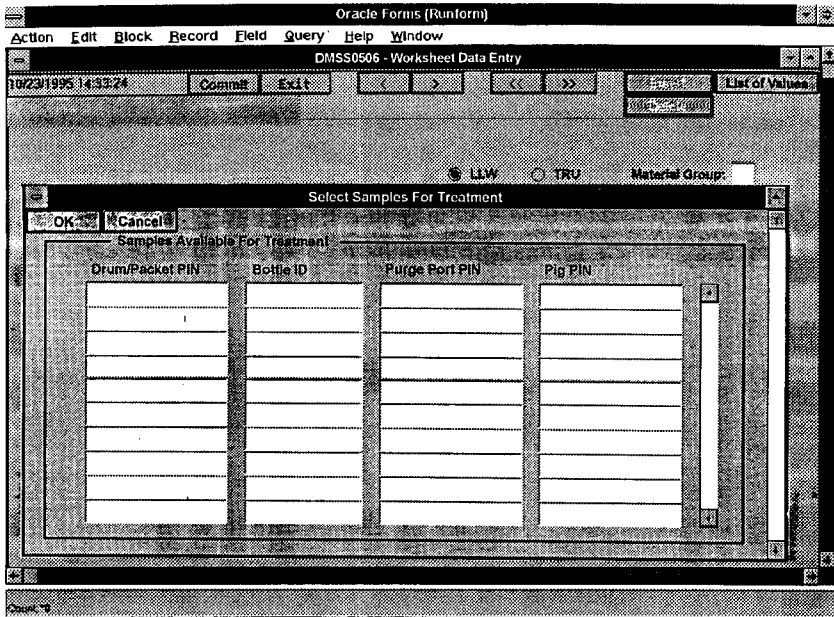 Oracle Forms (Runform)
Action Edit Block Record Field Query Help Window
DMSS0506 - Worksheet Data Entry
10/23/1995 14:33:24 Commit Exit < > << >> List of Values
LLW TRU Material Group:
Select Samples For Treatment
OK Cancel
Samples Available For Treatment
Drum/Packet PIN Bottle ID Purge Port PIN Pig PIN
Count: *0